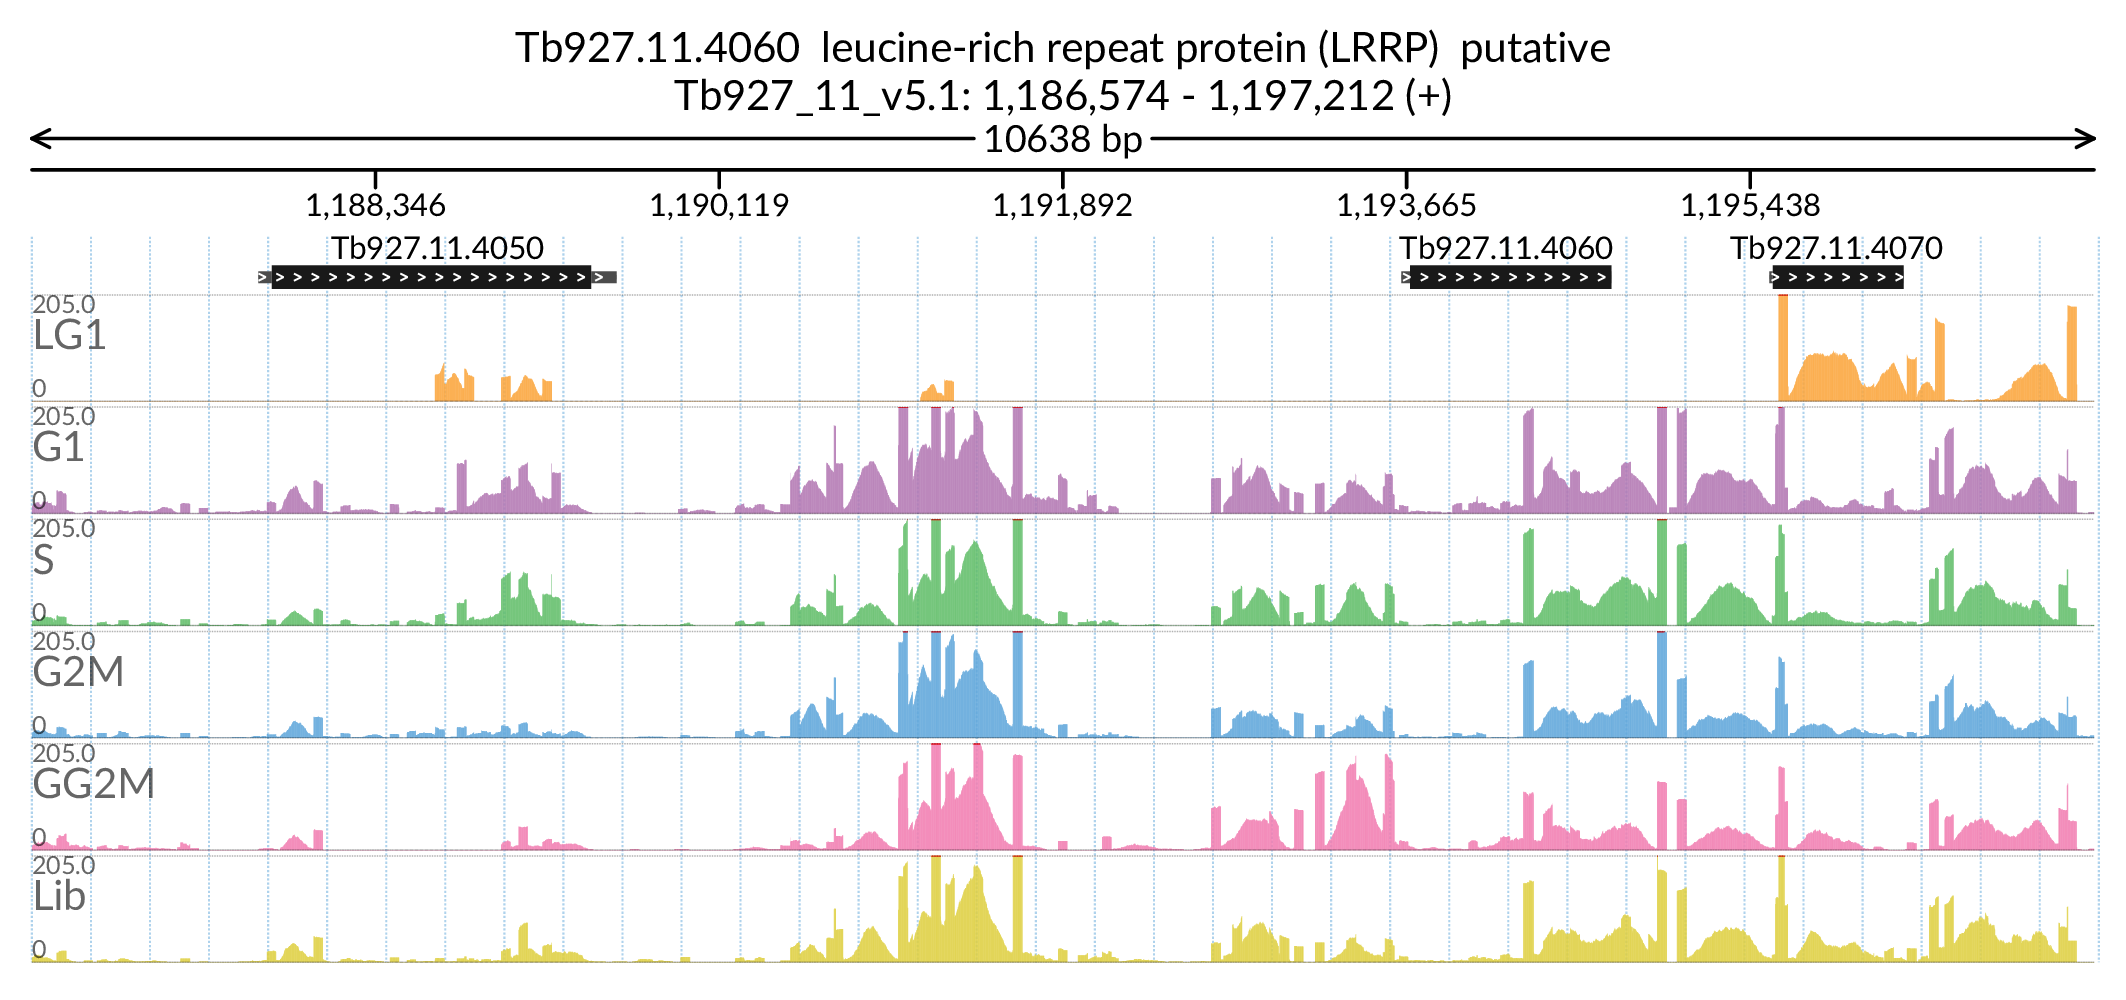 Tb927.11.4060 leucine-rich repeat protein (LRRP) putative
Tb927_11_v5.1: 1,186,574 - 1,197,212 (+)
10638 bp
1,188,346 1,190,119 1,191,892 1,193,665 1,195,438
Tb927.11.4050 Tb927.11.4060 Tb927.11.4070
205.0
LG1
0
205.0
G1
0
205.0
S
0
205.0
G2M
0
205.0
GG2M
0
205.0
Lib
0